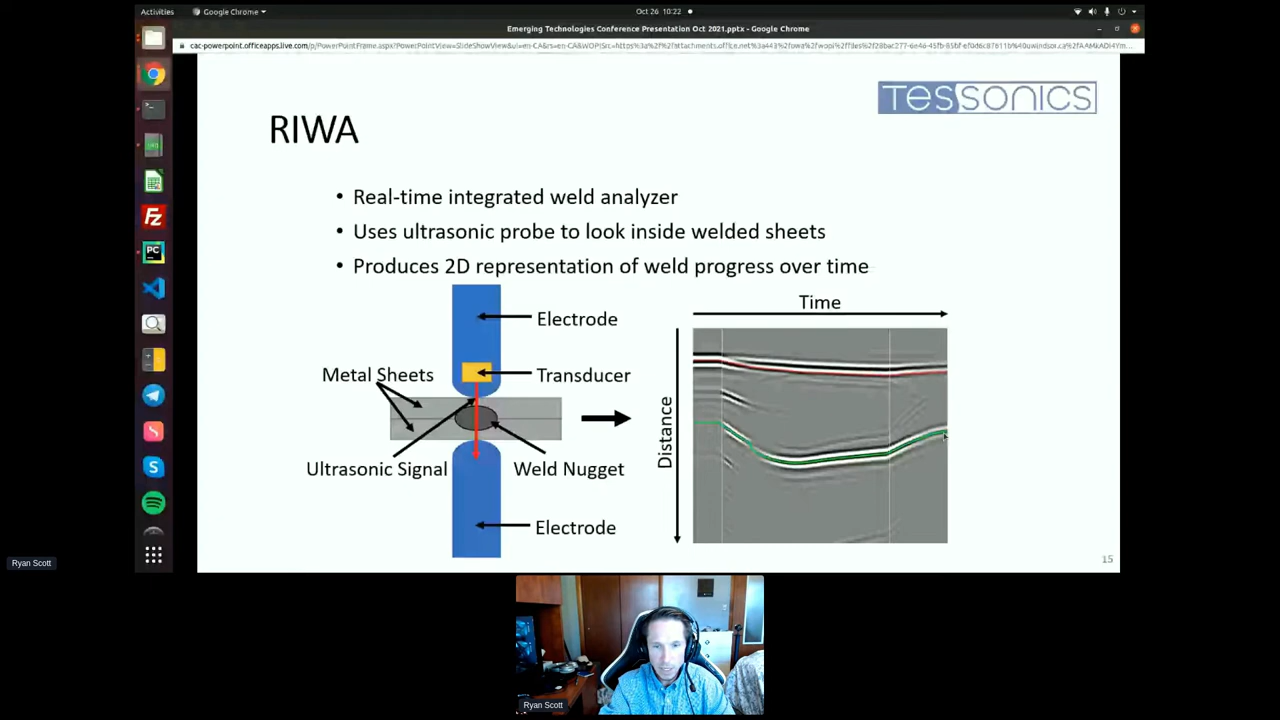 Activities
Google Chrome
Oct 26 10:22
Emerging Technologies Conference Presentation Oct 2021.pptx - Google Chrome
Tessonics
RIWA
• Real-time integrated weld analyzer
• Uses ultrasonic probe to look inside welded sheets
• Produces 2D representation of weld progress over time
Time
Electrode
Metal Sheets
Transducer
Distance
Ultrasonic Signal
Weld Nugget
Electrode
15
Ryan Scott
Ryan Scott